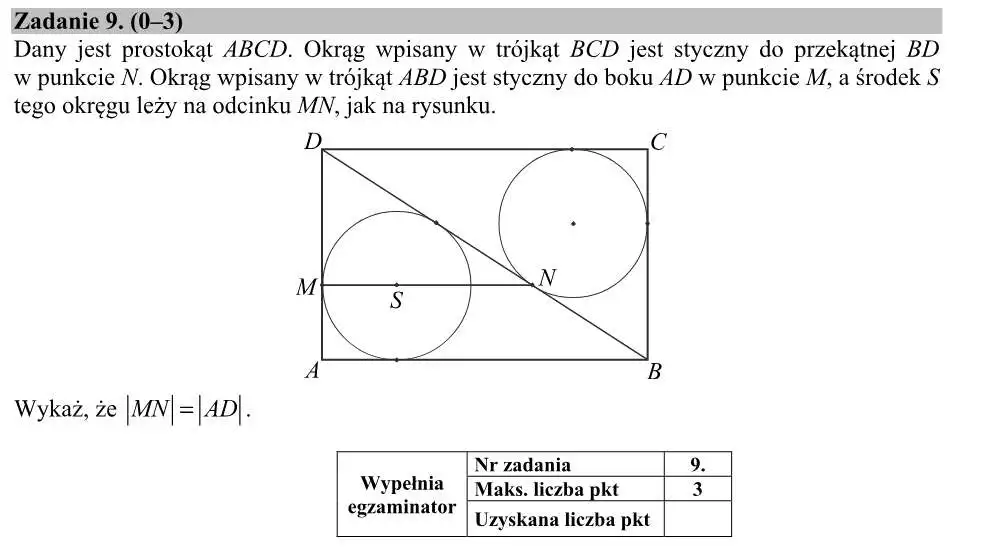 Zadanie 9. (0–3)
Dany jest prostokąt ABCD. Okrąg wpisany w trójkąt BCD jest styczny do przekątnej BD
w punkcie N. Okrąg wpisany w trójkąt ABD jest styczny do boku AD w punkcie M, a środek S
tego okręgu leży na odcinku MN, jak na rysunku.
D
C
M
S
N
A
B
Wykaż, że |MN| = |AD|.
Wypełnia
egzaminator
Nr zadania
9.
Maks. liczba pkt
3
Uzyskana liczba pkt